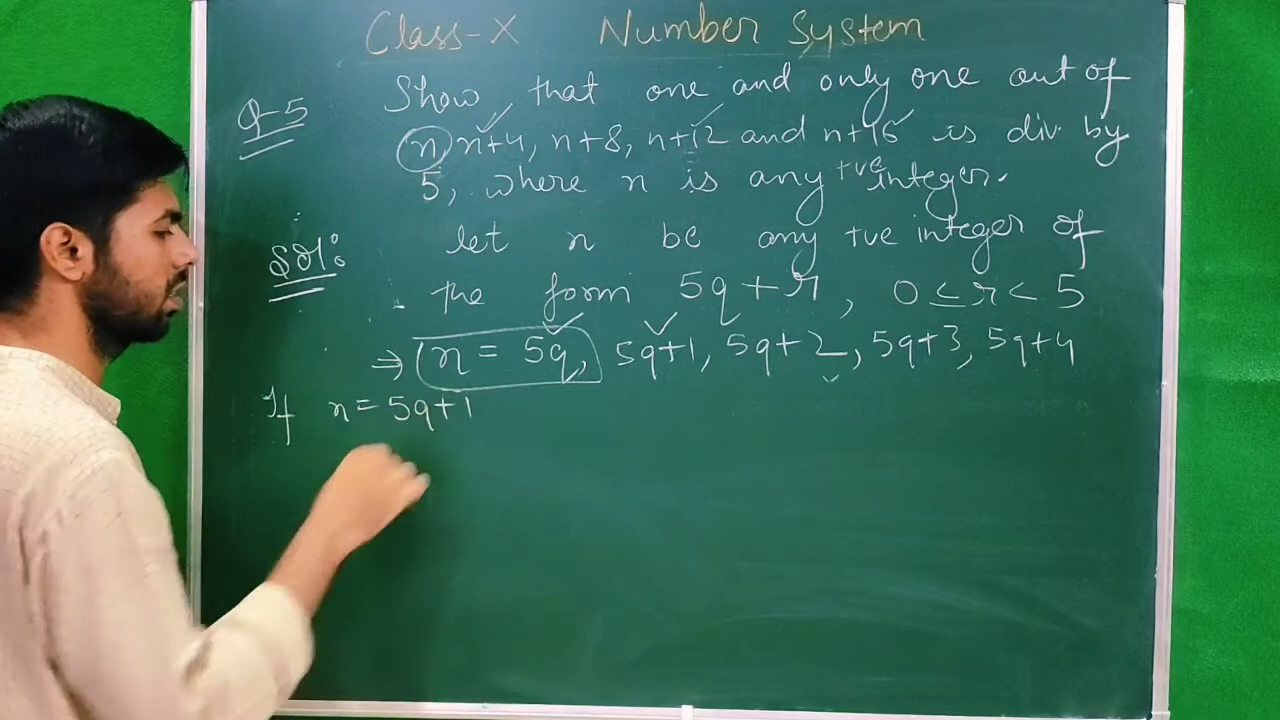 Class-X Number System
Q-5 Show that one and only one out of
n, n+4, n+8, n+12 and n+16 is div. by
5, where n is any +ve integer.
Sol: let n be any +ve integer of
the form 5q+r, 0 ≤ r < 5
⇒ n = 5q, 5q+1, 5q+2, 5q+3, 5q+4
If n = 5q+1